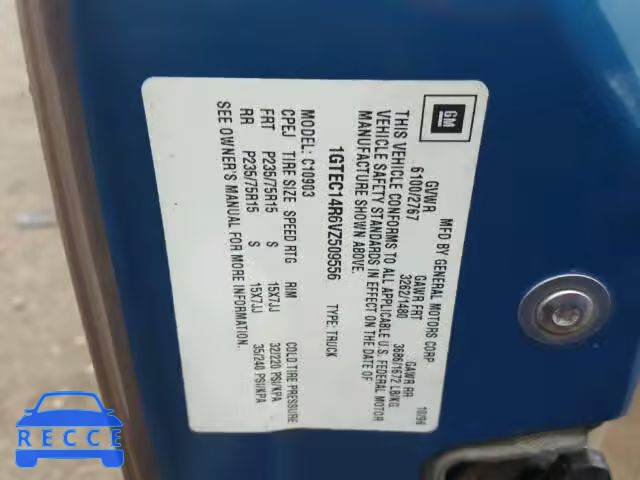 GM
MFD BY GENERAL MOTORS CORP 10/96
GVWR GAWR FRT GAWR RR
6100/2767 3262/1480 3686/1672 LB/KG
THIS VEHICLE CONFORMS TO ALL APPLICABLE U.S. FEDERAL MOTOR
VEHICLE SAFETY STANDARDS IN EFFECT ON THE DATE OF
MANUFACTURE SHOWN ABOVE.
1GTEC14R6VZ509556 TYPE: TRUCK
MODEL: C10903
CPEJ TIRE SIZE SPEED RTG RIM COLD TIRE PRESSURE
FRT P235/75R15 S 15X7JJ 32/220 PSI/KPA
RR P235/75R15 S 15X7JJ 35/240 PSI/KPA
SEE OWNER'S MANUAL FOR MORE INFORMATION.